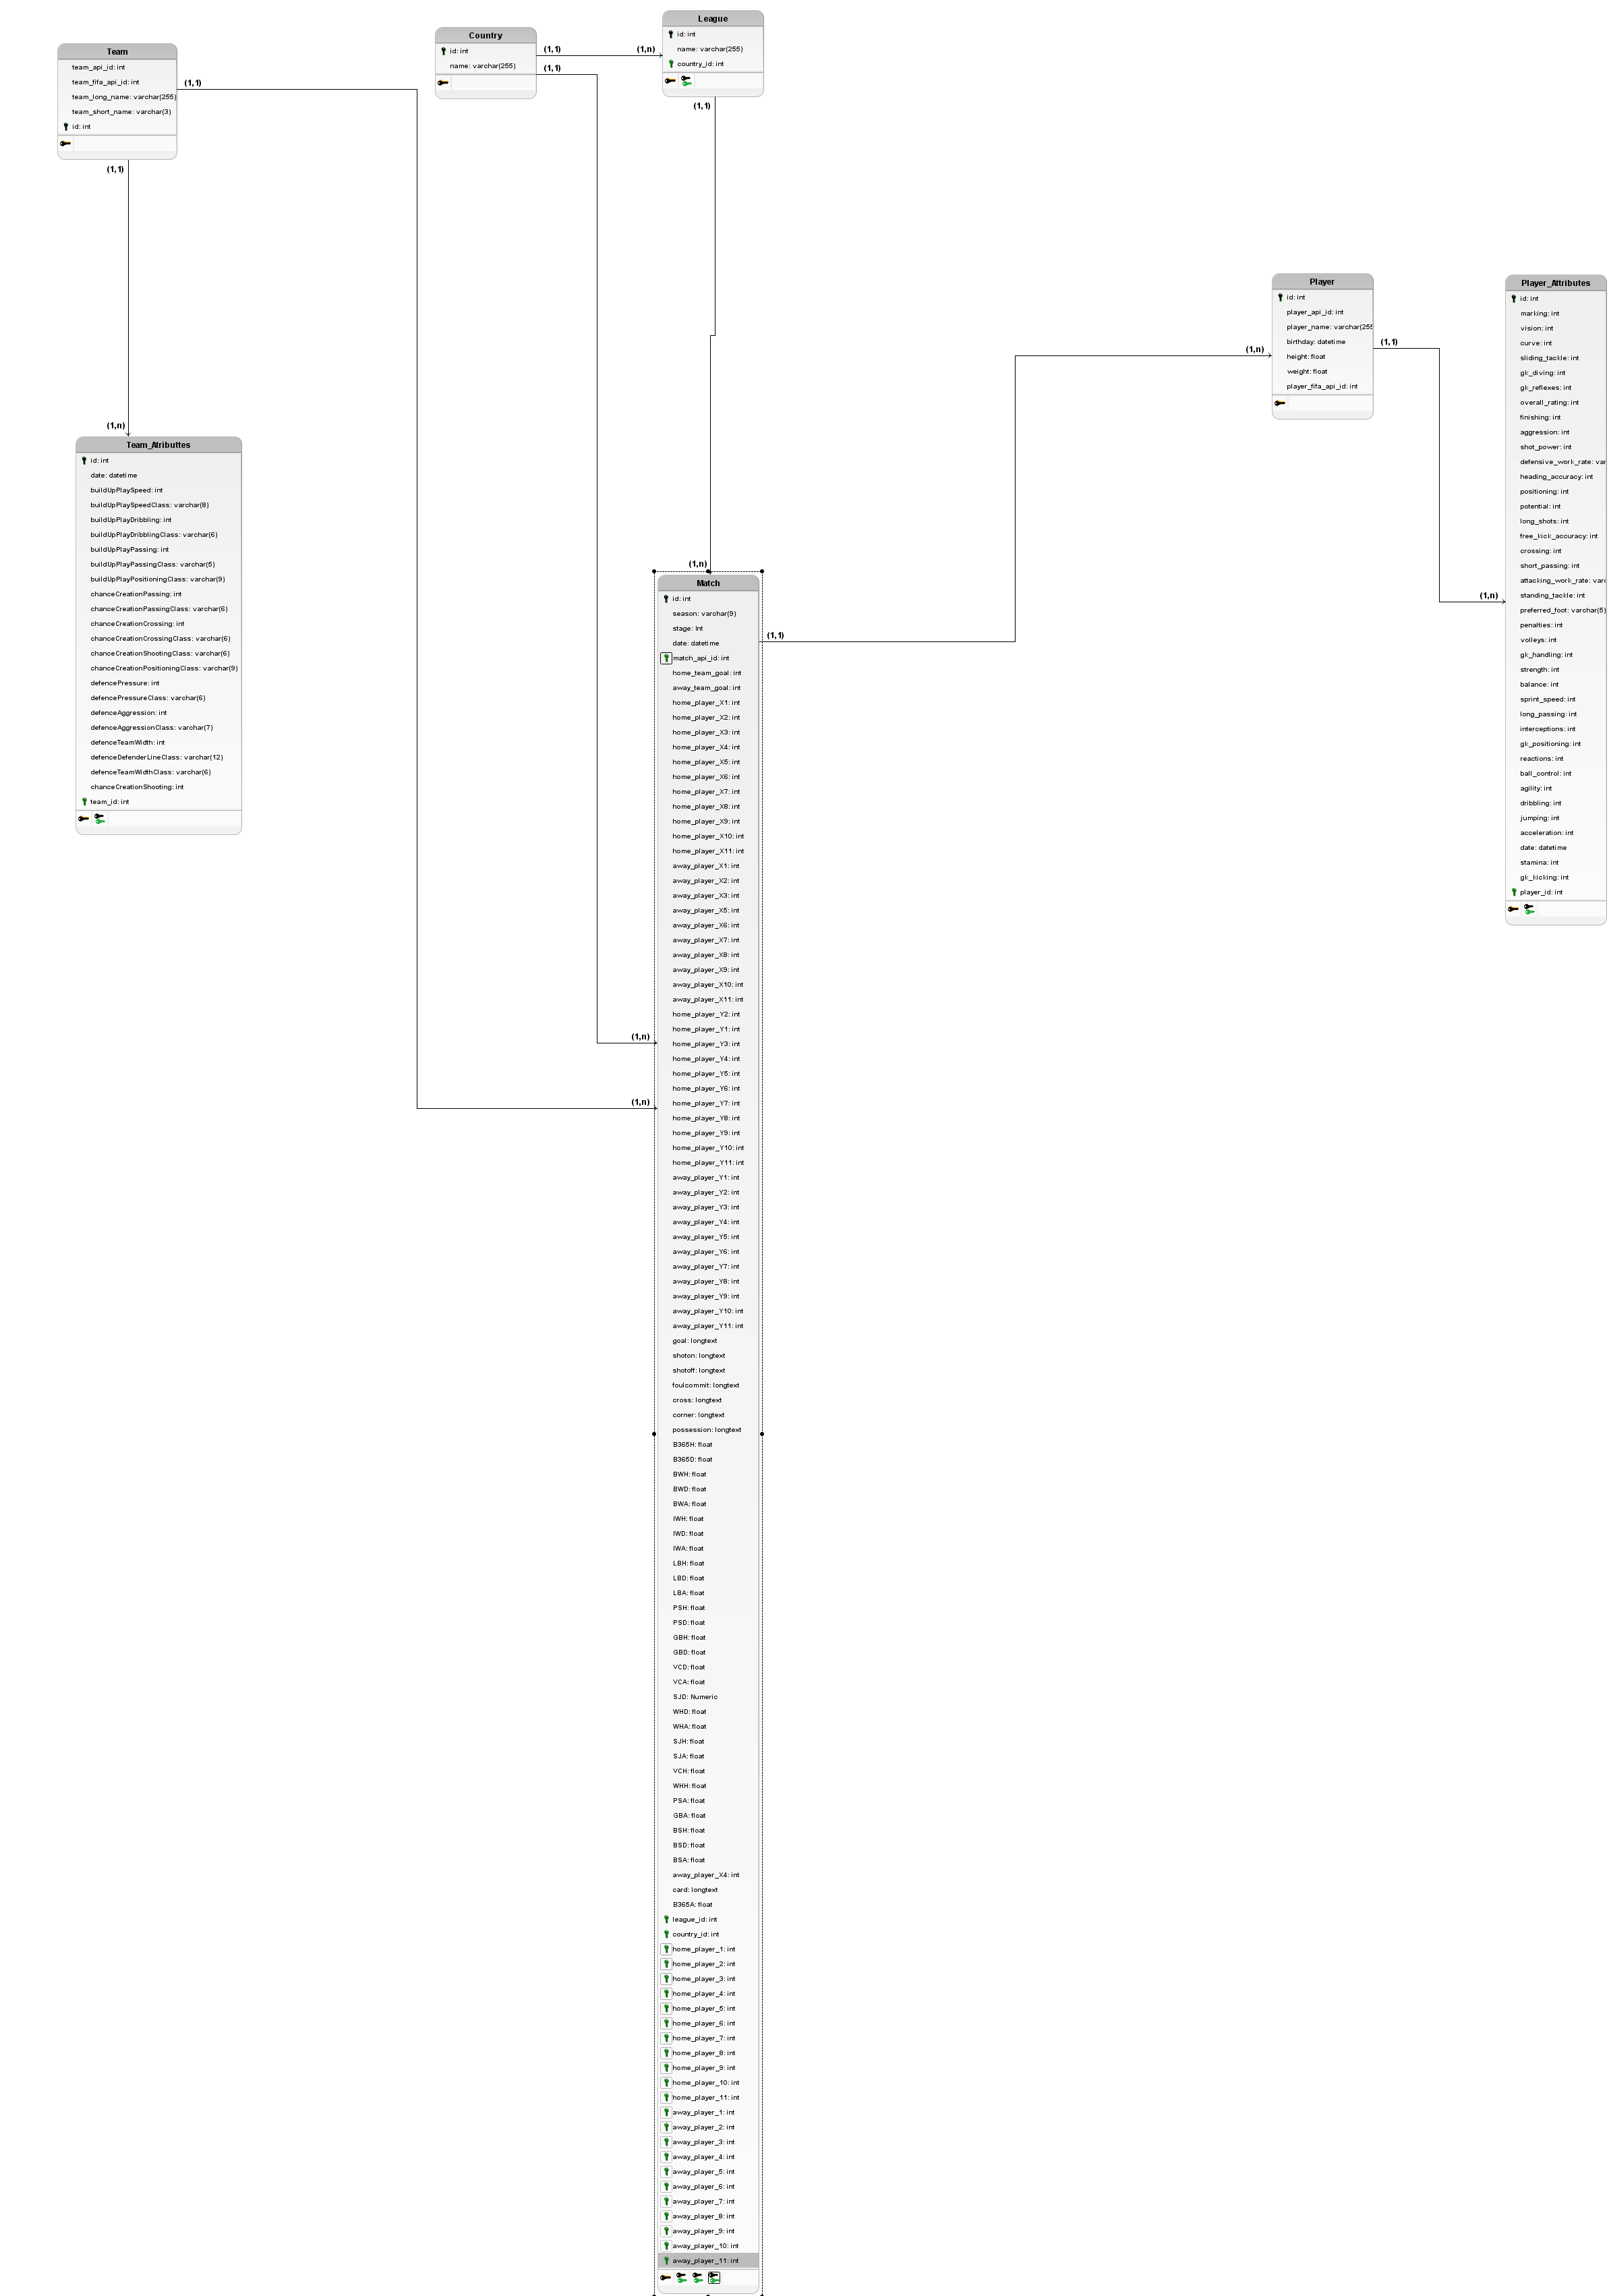 Team
team_api_id: int
team_fifa_api_id: int
team_long_name: varchar(255)
team_short_name: varchar(3)
id: int
(1,1)
(1,1)
Country
id: int
name: varchar(255)
(1,1)
(1,1)
(1,n)
League
id: int
name: varchar(255)
country_id: int
(1,1)
(1,n)
Team_Atributtes
id: int
date: datetime
buildUpPlaySpeed: int
buildUpPlaySpeedClass: varchar(8)
buildUpPlayDribbling: int
buildUpPlayDribblingClass: varchar(6)
buildUpPlayPassing: int
buildUpPlayPassingClass: varchar(5)
buildUpPlayPositioningClass: varchar(9)
chanceCreationPassing: int
chanceCreationPassingClass: varchar(6)
chanceCreationCrossing: int
chanceCreationCrossingClass: varchar(6)
chanceCreationShootingClass: varchar(6)
chanceCreationPositioningClass: varchar(9)
defencePressure: int
defencePressureClass: varchar(6)
defenceAggression: int
defenceAggressionClass: varchar(7)
defenceTeamWidth: int
defenceDefenderLineClass: varchar(12)
defenceTeamWidthClass: varchar(6)
chanceCreationShooting: int
team_id: int
(1,n)
Player
id: int
player_api_id: int
player_name: varchar(255
birthday: datetime
height: float
weight: float
player_fifa_api_id: int
(1,1)
(1,n)
Player_Attributes
id: int
marking: int
vision: int
curve: int
sliding_tackle: int
gk_diving: int
gk_reflexes: int
overall_rating: int
finishing: int
aggression: int
shot_power: int
defensive_work_rate: var
heading_accuracy: int
positioning: int
potential: int
long_shots: int
free_kick_accuracy: int
crossing: int
short_passing: int
attacking_work_rate: varc
standing_tackle: int
preferred_foot: varchar(5)
penalties: int
volleys: int
gk_handling: int
strength: int
balance: int
sprint_speed: int
long_passing: int
interceptions: int
gk_positioning: int
reactions: int
ball_control: int
agility: int
dribbling: int
jumping: int
acceleration: int
date: datetime
stamina: int
gk_kicking: int
player_id: int
(1,n)
(1,1)
(1,n)
(1,n)
Match
id: int
season: varchar(9)
stage: Int
date: datetime
match_api_id: int
home_team_goal: int
away_team_goal: int
home_player_X1: int
home_player_X2: int
home_player_X3: int
home_player_X4: int
home_player_X5: int
home_player_X6: int
home_player_X7: int
home_player_X8: int
home_player_X9: int
home_player_X10: int
home_player_X11: int
away_player_X1: int
away_player_X2: int
away_player_X3: int
away_player_X5: int
away_player_X6: int
away_player_X7: int
away_player_X8: int
away_player_X9: int
away_player_X10: int
away_player_X11: int
home_player_Y2: int
home_player_Y1: int
home_player_Y3: int
home_player_Y4: int
home_player_Y5: int
home_player_Y6: int
home_player_Y7: int
home_player_Y8: int
home_player_Y9: int
home_player_Y10: int
home_player_Y11: int
away_player_Y1: int
away_player_Y2: int
away_player_Y3: int
away_player_Y4: int
away_player_Y5: int
away_player_Y6: int
away_player_Y7: int
away_player_Y8: int
away_player_Y9: int
away_player_Y10: int
away_player_Y11: int
goal: longtext
shoton: longtext
shotoff: longtext
foulcommit: longtext
cross: longtext
corner: longtext
possession: longtext
B365H: float
B365D: float
BWH: float
BWD: float
BWA: float
IWH: float
IWD: float
IWA: float
LBH: float
LBD: float
LBA: float
PSH: float
PSD: float
GBH: float
GBD: float
VCD: float
VCA: float
SJD: Numeric
WHD: float
WHA: float
SJH: float
SJA: float
VCH: float
WHH: float
PSA: float
GBA: float
BSH: float
BSD: float
BSA: float
away_player_X4: int
card: longtext
B365A: float
league_id: int
country_id: int
home_player_1: int
home_player_2: int
home_player_3: int
home_player_4: int
home_player_5: int
home_player_6: int
home_player_7: int
home_player_8: int
home_player_9: int
home_player_10: int
home_player_11: int
away_player_1: int
away_player_2: int
away_player_3: int
away_player_4: int
away_player_5: int
away_player_6: int
away_player_7: int
away_player_8: int
away_player_9: int
away_player_10: int
away_player_11: int